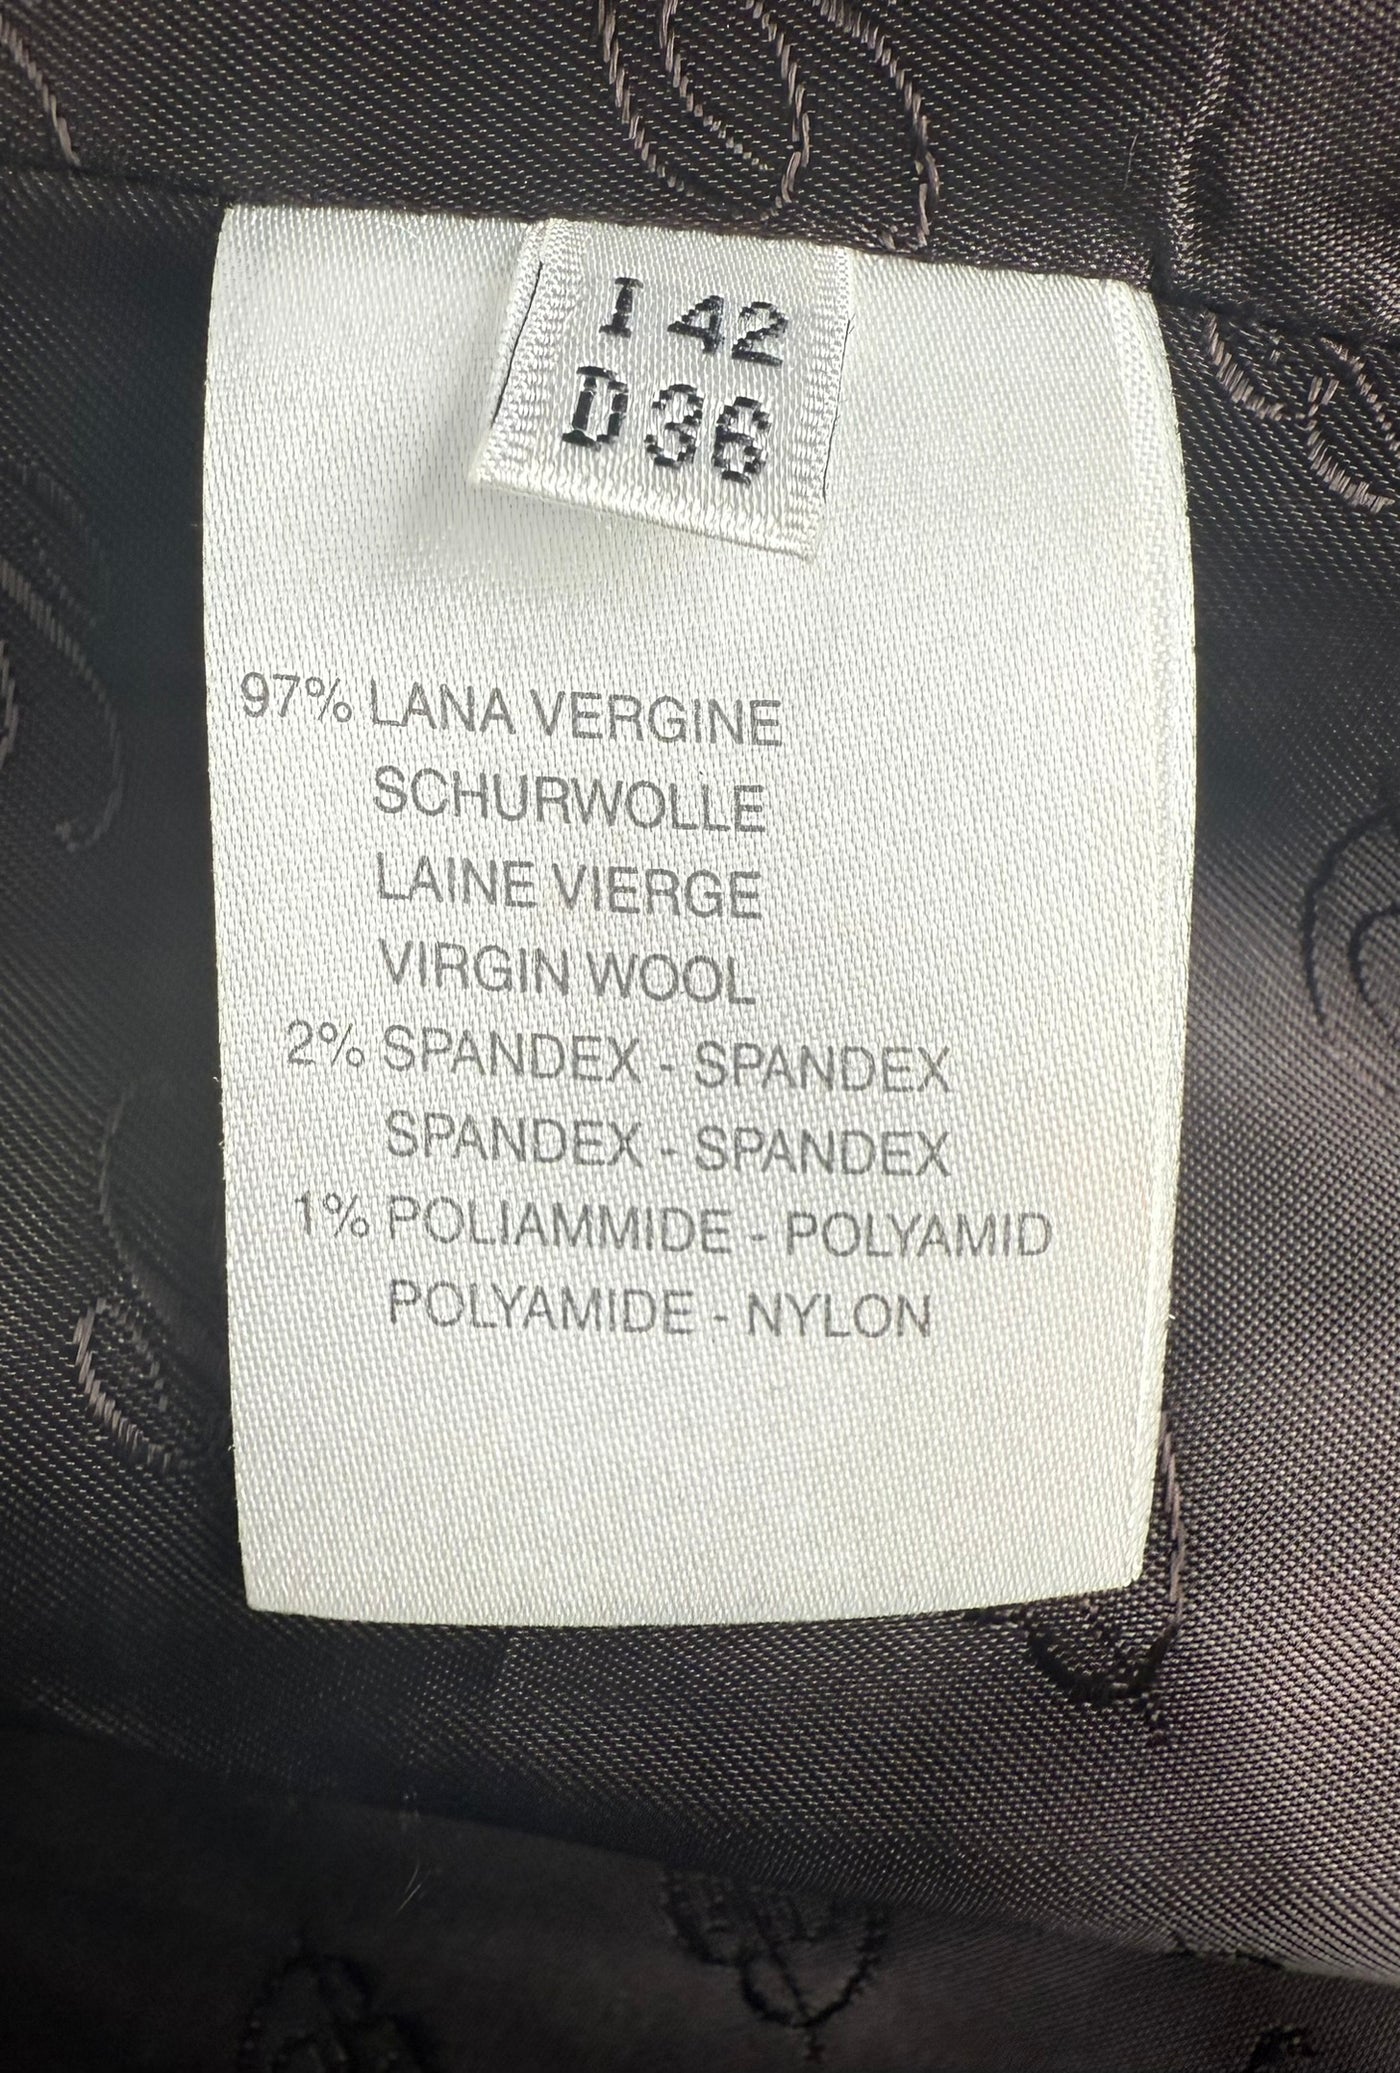 I 42
D 36
97% LANA VERGINE
SCHURWOLLE
LAINE VIERGE
VIRGIN WOOL
2% SPANDEX - SPANDEX
SPANDEX - SPANDEX
1% POLIAMMIDE - POLYAMID
POLYAMIDE - NYLON